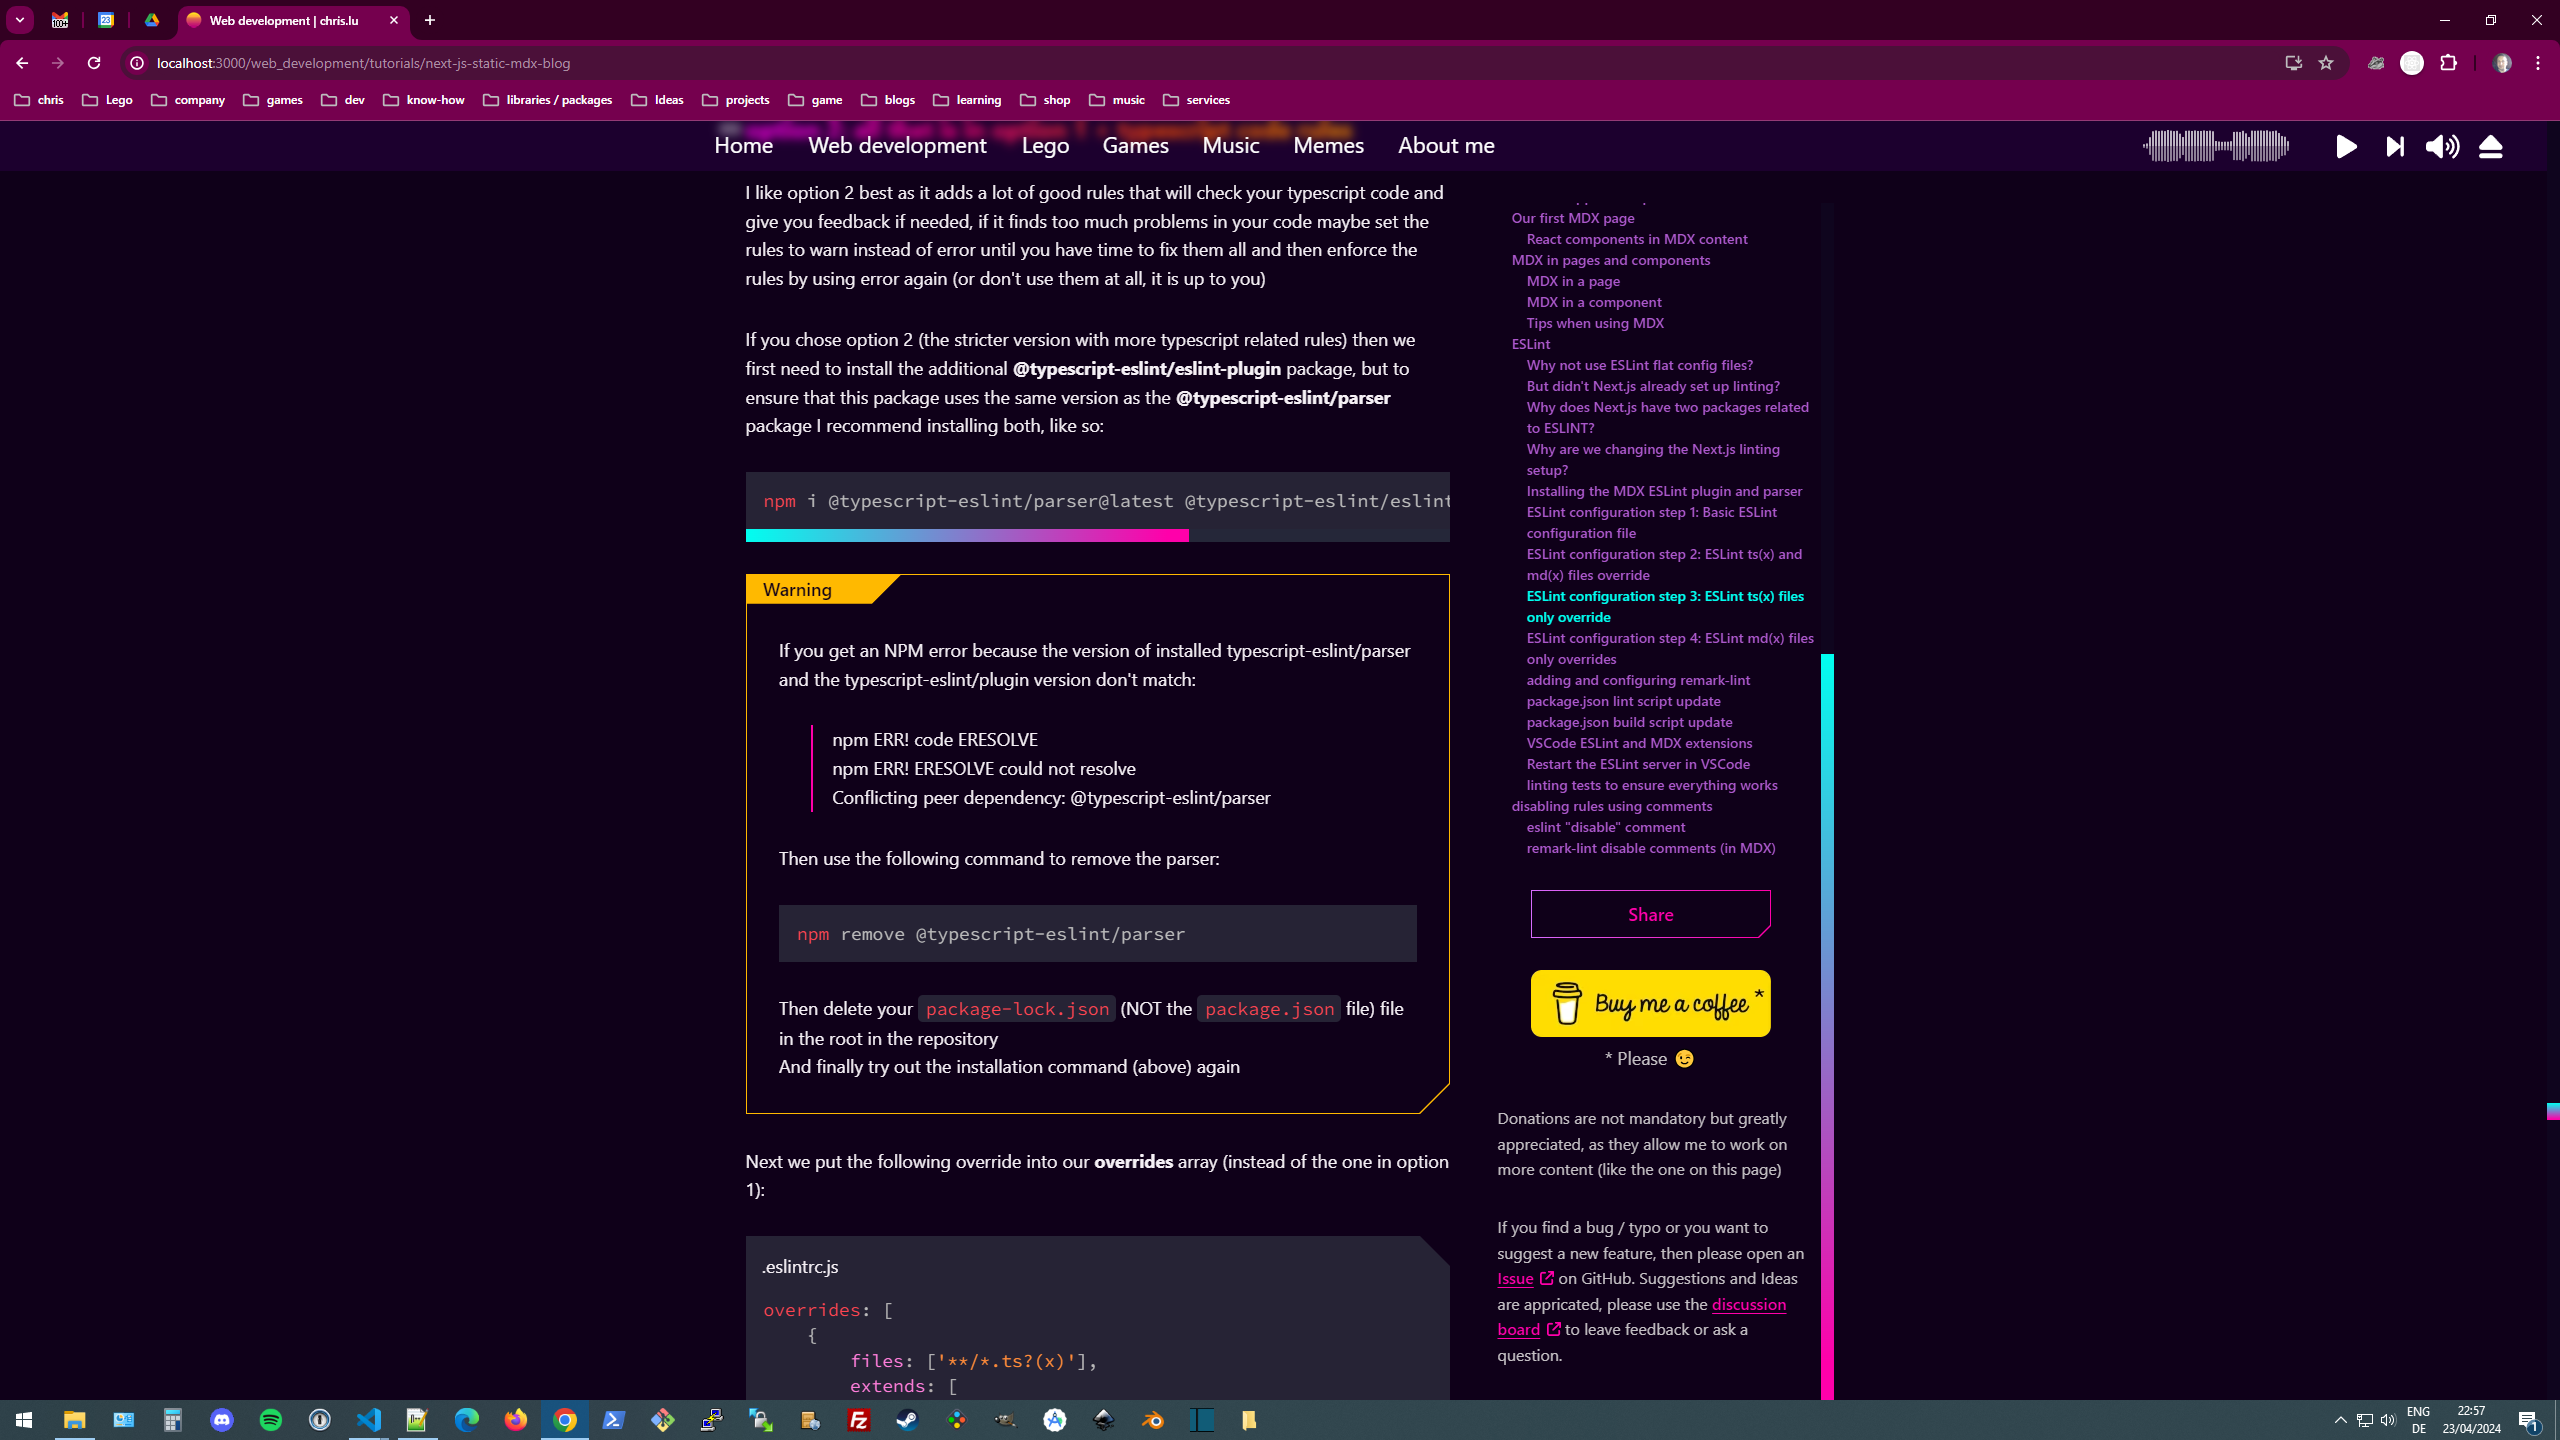 Web development | chris.lu
localhost:3000/web_development/tutorials/next-js-static-mdx-blog
chris
Lego
company
games
dev
know-how
libraries / packages
Ideas
projects
game
blogs
learning
shop
music
services
Home
Web development
Lego
Games
Music
Memes
About me
I like option 2 best as it adds a lot of good rules that will check your typescript code and
give you feedback if needed, if it finds too much problems in your code maybe set the
rules to warn instead of error until you have time to fix them all and then enforce the
rules by using error again (or don't use them at all, it is up to you)
If you chose option 2 (the stricter version with more typescript related rules) then we
first need to install the additional @typescript-eslint/eslint-plugin package, but to
ensure that this package uses the same version as the @typescript-eslint/parser
package I recommend installing both, like so:
npm i @typescript-eslint/parser@latest @typescript-eslint/eslint
Warning
If you get an NPM error because the version of installed typescript-eslint/parser
and the typescript-eslint/plugin version don't match:
npm ERR! code ERESOLVE
npm ERR! ERESOLVE could not resolve
Conflicting peer dependency: @typescript-eslint/parser
Then use the following command to remove the parser:
npm remove @typescript-eslint/parser
Then delete your package-lock.json (NOT the package.json file) file
in the root in the repository
And finally try out the installation command (above) again
Next we put the following override into our overrides array (instead of the one in option
1):
.eslintrc.js
overrides: [
{
files: ['**/*.ts?(x)'],
extends: [
Our first MDX page
React components in MDX content
MDX in pages and components
MDX in a page
MDX in a component
Tips when using MDX
ESLint
Why not use ESLint flat config files?
But didn't Next.js already set up linting?
Why does Next.js have two packages related
to ESLINT?
Why are we changing the Next.js linting
setup?
Installing the MDX ESLint plugin and parser
ESLint configuration step 1: Basic ESLint
configuration file
ESLint configuration step 2: ESLint ts(x) and
md(x) files override
ESLint configuration step 3: ESLint ts(x) files
only override
ESLint configuration step 4: ESLint md(x) files
only overrides
adding and configuring remark-lint
package.json lint script update
package.json build script update
VSCode ESLint and MDX extensions
Restart the ESLint server in VSCode
linting tests to ensure everything works
disabling rules using comments
eslint "disable" comment
remark-lint disable comments (in MDX)
Share
Buy me a coffee *
* Please 😉
Donations are not mandatory but greatly
appreciated, as they allow me to work on
more content (like the one on this page)
If you find a bug / typo or you want to
suggest a new feature, then please open an
Issue on GitHub. Suggestions and Ideas
are appricated, please use the discussion
board to leave feedback or ask a
question.
ENG
DE
22:57
23/04/2024
1